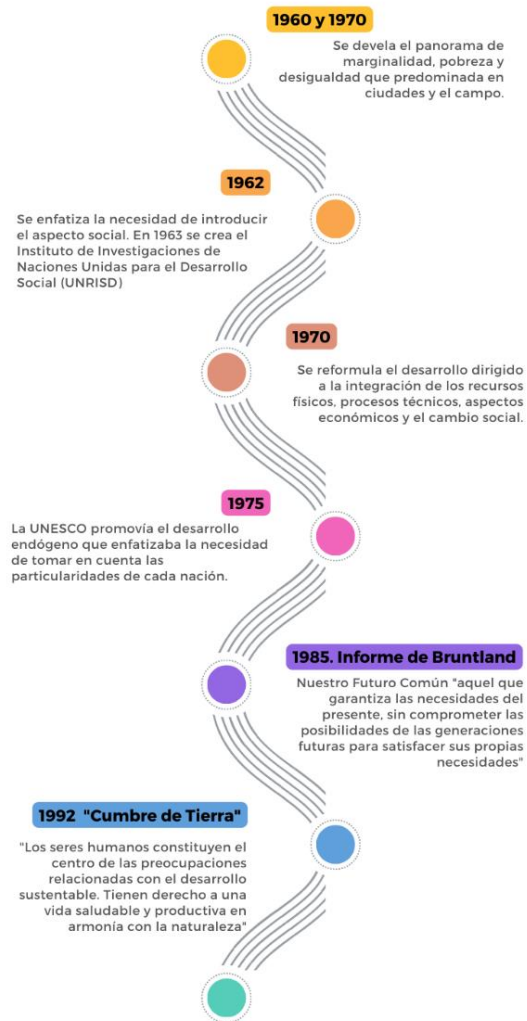 1960 y 1970
Se devela el panorama de
marginalidad, pobreza y
desigualdad que predominada en
ciudades y el campo.
1962
Se enfatiza la necesidad de introducir
el aspecto social. En 1963 se crea el
Instituto de Investigaciones de
Naciones Unidas para el Desarrollo
Social (UNRISD)
1970
Se reformula el desarrollo dirigido
a la integración de los recursos
físicos, procesos técnicos, aspectos
económicos y el cambio social.
1975
La UNESCO promovía el desarrollo
endógeno que enfatizaba la necesidad
de tomar en cuenta las
particularidades de cada nación.
1985. Informe de Bruntland
Nuestro Futuro Común "aquel que
garantiza las necesidades del
presente, sin comprometer las
posibilidades de las generaciones
futuras para satisfacer sus propias
necesidades"
1992 "Cumbre de Tierra"
"Los seres humanos constituyen el
centro de las preocupaciones
relacionadas con el desarrollo
sustentable. Tienen derecho a una
vida saludable y productiva en
armonía con la naturaleza"